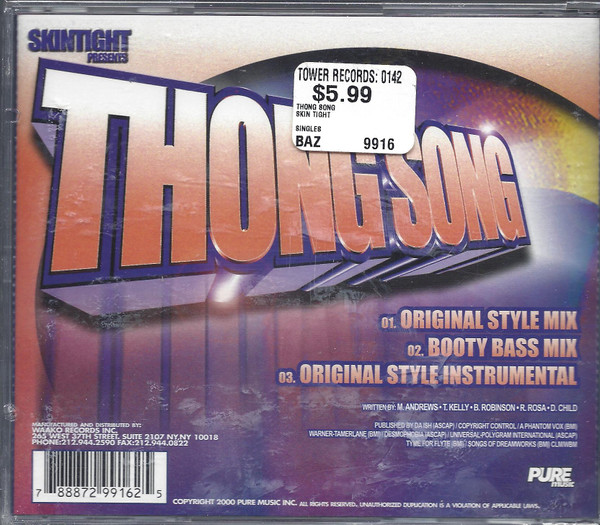 SKINTIGHT
PRESENTS
TOWER RECORDS: 0142
$5.99
THONG SONG
SKIN TIGHT
SINGLES
BAZ 9916
THONG SONG
01. ORIGINAL STYLE MIX
02. BOOTY BASS MIX
03. ORIGINAL STYLE INSTRUMENTAL
WRITTEN BY: M. ANDREWS • T. KELLY • B. ROBINSON • R. ROSA • D. CHILD
PUBLISHED BY DA ISH (ASCAP) / COPYRIGHT CONTROL / A PHANTOM VOX (BMI)
WARNER-TAMERLANE (BMI) / DESMOPHOBIA (ASCAP) / UNIVERSAL-POLYGRAM INTERNATIONAL (ASCAP)
TYME FOR FLYTE (BMI) / SONGS OF DREAMWORKS (BMI) CLM/WBM
MANUFACTURED AND DISTRIBUTED BY:
WAAKO RECORDS INC.
265 WEST 37TH STREET, SUITE 2107 NY,NY 10018
PHONE:212.944.2590 FAX:212.944.0822
7 88872 99162 5
PURE
MUSIC
COPYRIGHT 2000 PURE MUSIC INC. ALL RIGHTS RESERVED. UNAUTHORIZED DUPLICATION IS A VIOLATION OF APPLICABLE LAWS.